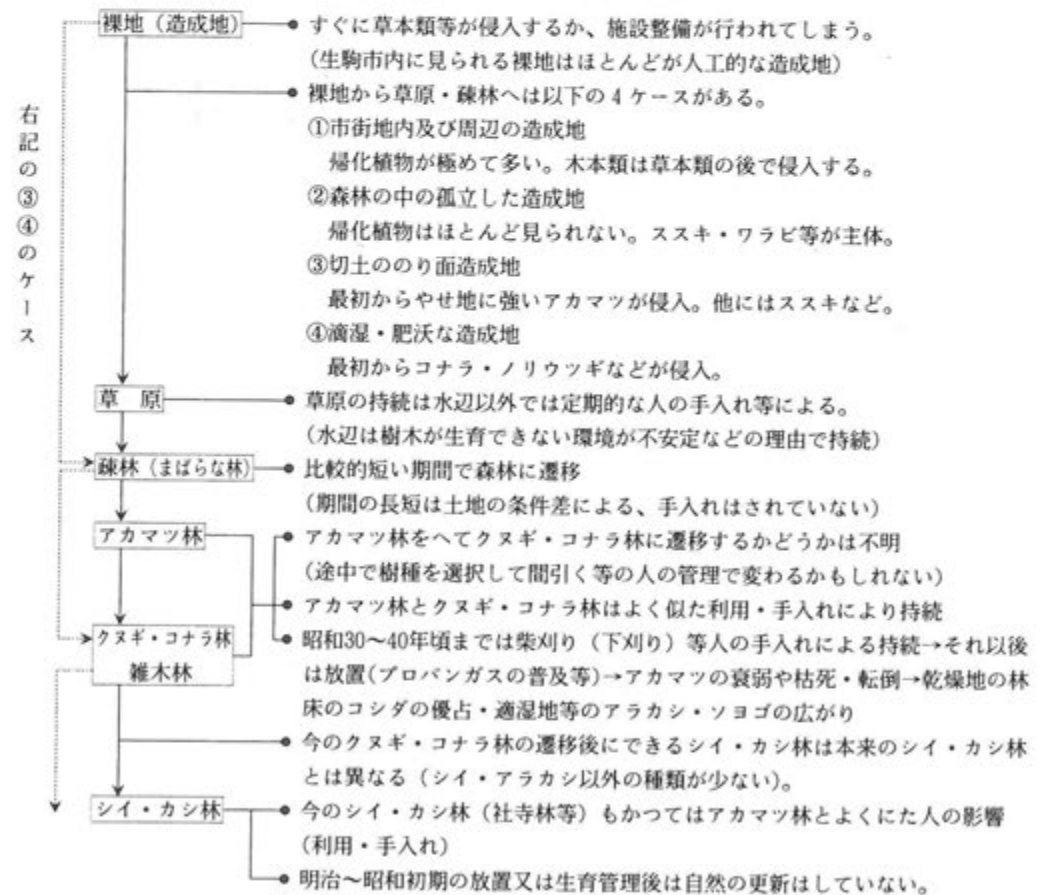 裸地（造成地）
すぐに草本類等が侵入するか、施設整備が行われてしまう。
（生駒市内に見られる裸地はほとんどが人工的な造成地）
裸地から草原・疎林へは以下の4ケースがある。
①市街地内及び周辺の造成地
帰化植物が極めて多い。木本類は草本類の後で侵入する。
②森林の中の孤立した造成地
帰化植物はほとんど見られない。ススキ・ワラビ等が主体。
③切土ののり面造成地
最初からやせ地に強いアカマツが侵入。他にはススキなど。
④滴湿・肥沃な造成地
最初からコナラ・ノリウツギなどが侵入。
右記の③④のケース
草原
草原の持続は水辺以外では定期的な人の手入れ等による。
（水辺は樹木が生育できない環境が不安定などの理由で持続）
疎林（まばらな林）
比較的短い期間で森林に遷移
（期間の長短は土地の条件差による、手入れはされていない）
アカマツ林
アカマツ林をへてクヌギ・コナラ林に遷移するかどうかは不明
（途中で樹種を選択して間引く等の人の管理で変わるかもしれない）
アカマツ林とクヌギ・コナラ林はよく似た利用・手入れにより持続
クヌギ・コナラ林
雑木林
昭和30〜40年頃までは柴刈り（下刈り）等人の手入れによる持続→それ以後
は放置（プロパンガスの普及等）→アカマツの衰弱や枯死・転倒→乾燥地の林
床のコシダの優占・適湿地等のアラカシ・ソヨゴの広がり
今のクヌギ・コナラ林の遷移後にできるシイ・カシ林は本来のシイ・カシ林
とは異なる（シイ・アラカシ以外の種類が少ない）。
シイ・カシ林
今のシイ・カシ林（社寺林等）もかつてはアカマツ林とよくにた人の影響
（利用・手入れ）
明治〜昭和初期の放置又は生育管理後は自然の更新はしていない。